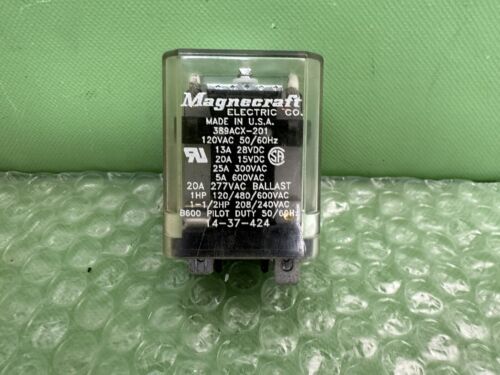 Magnecraft
ELECTRIC CO.
MADE IN U.S.A.
389ACX-201
120VAC 50/60Hz
13A 28VDC
20A 15VDC
25A 300VAC
5A 600VAC
20A 277VAC BALLAST
1HP 120/480/600VAC
1-1/2HP 208/240VAC
B600 PILOT DUTY 50/60Hz
14-37-424